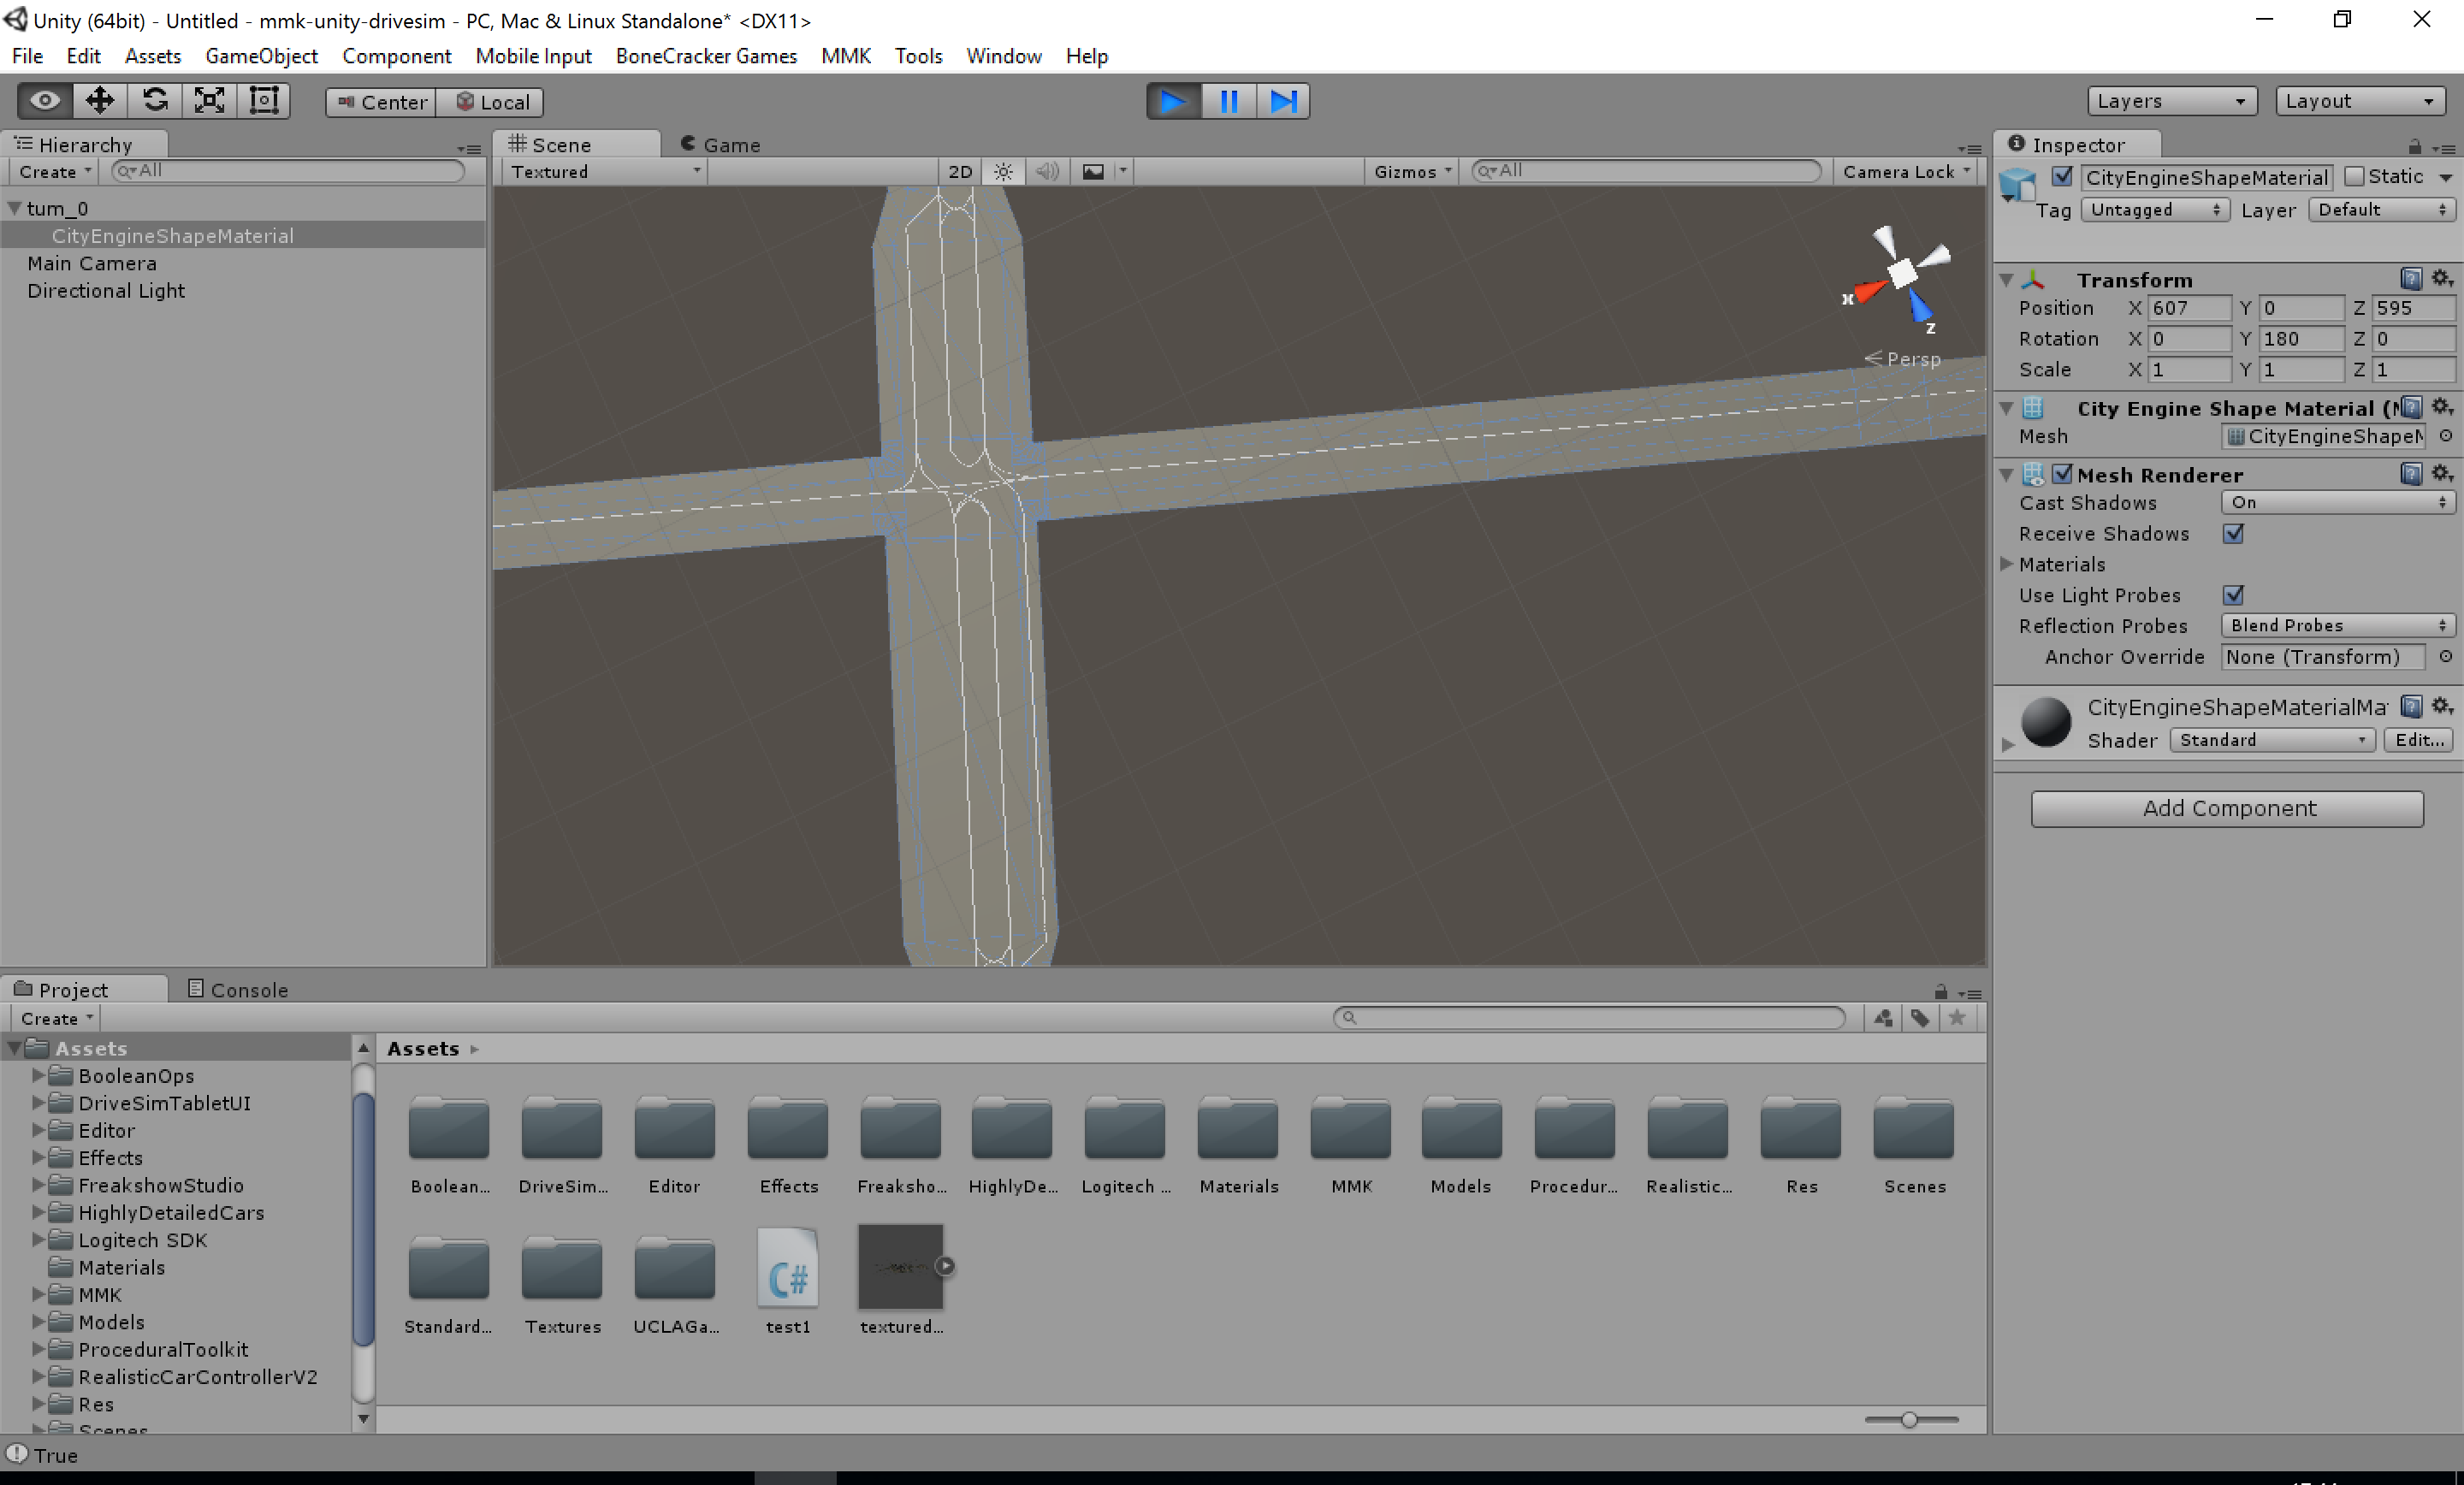 Unity (64bit) - Untitled - mmk-unity-drivesim - PC, Mac & Linux Standalone* <DX11>
File Edit Assets GameObject Component Mobile Input BoneCracker Games MMK Tools Window Help
Center Local Layers Layout
Hierarchy
Create All
tum_0
CityEngineShapeMaterial
Main Camera
Directional Light
Scene Game
Textured 2D Gizmos All Camera Lock
x
z
Persp
Inspector
CityEngineShapeMaterial Static
Tag Untagged Layer Default
Transform
Position X 607 Y 0 Z 595
Rotation X 0 Y 180 Z 0
Scale X 1 Y 1 Z 1
City Engine Shape Material (
Mesh CityEngineShapeM
Mesh Renderer
Cast Shadows On
Receive Shadows
Materials
Use Light Probes
Reflection Probes Blend Probes
Anchor Override None (Transform)
CityEngineShapeMaterialMa
Shader Standard Edit...
Add Component
Project Console
Create
Assets
BooleanOps
DriveSimTabletUI
Editor
Effects
FreakshowStudio
HighlyDetailedCars
Logitech SDK
Materials
MMK
Models
ProceduralToolkit
RealisticCarControllerV2
Res
Scenes
Assets
Boolean... DriveSim... Editor Effects Freaksho... HighlyDe... Logitech ... Materials MMK Models Procedur... Realistic... Res Scenes
C#
Standard... Textures UCLAGa... test1 textured...
True